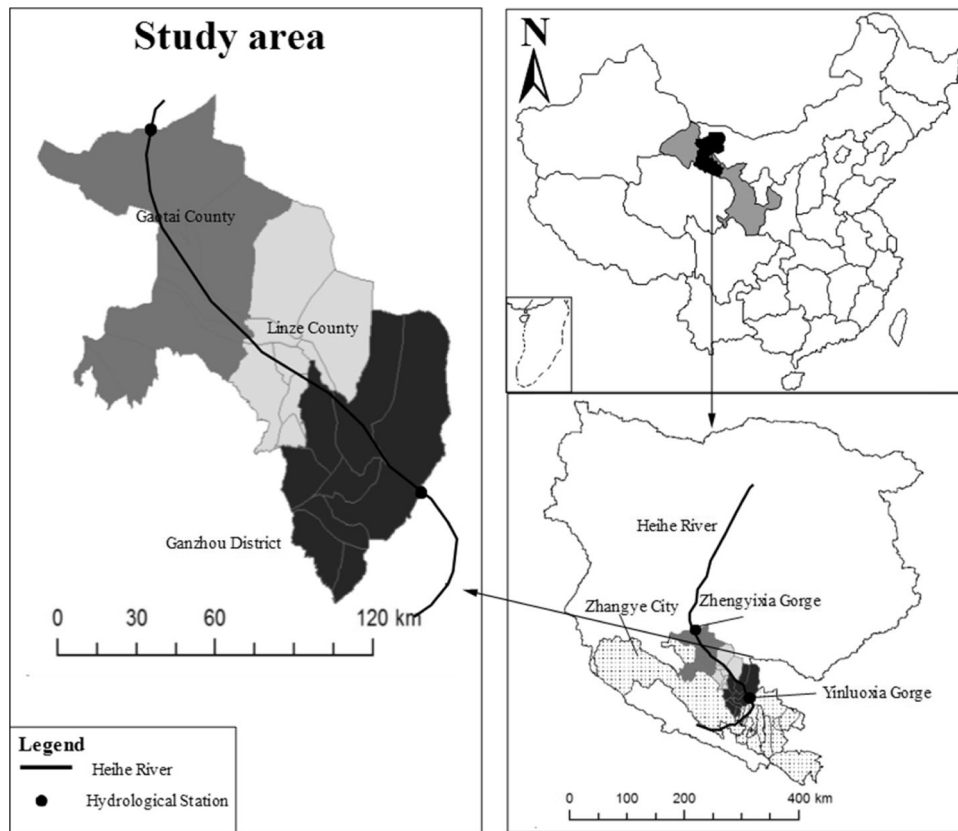 Study area
Gaotai County
Linze County
Ganzhou District
0 60 120 km
Legend
Heihe River
Hydrological Station
N
Heihe River
Zhengyixia Gorge
Zhangye City
Yinluoxia Gorge
0 100 200 400 km